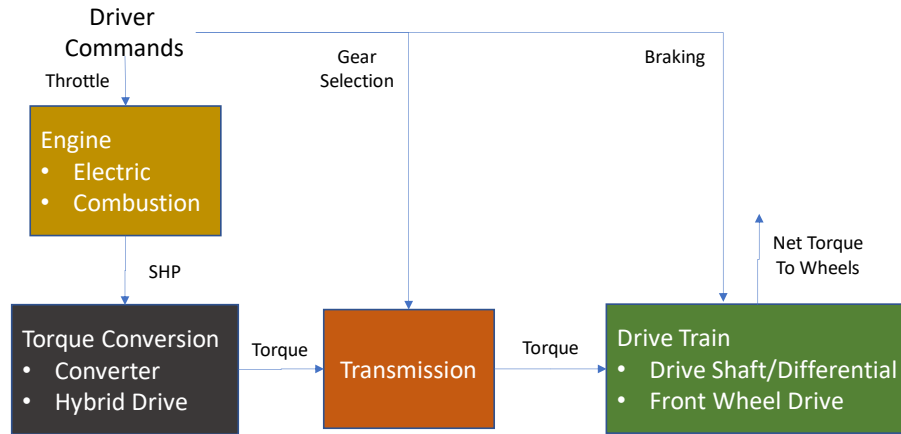 Driver
Commands
Throttle
Gear
Selection
Braking
Engine
• Electric
• Combustion
SHP
Net Torque
To Wheels
Torque Conversion
• Converter
• Hybrid Drive
Torque
Transmission
Torque
Drive Train
• Drive Shaft/Differential
• Front Wheel Drive